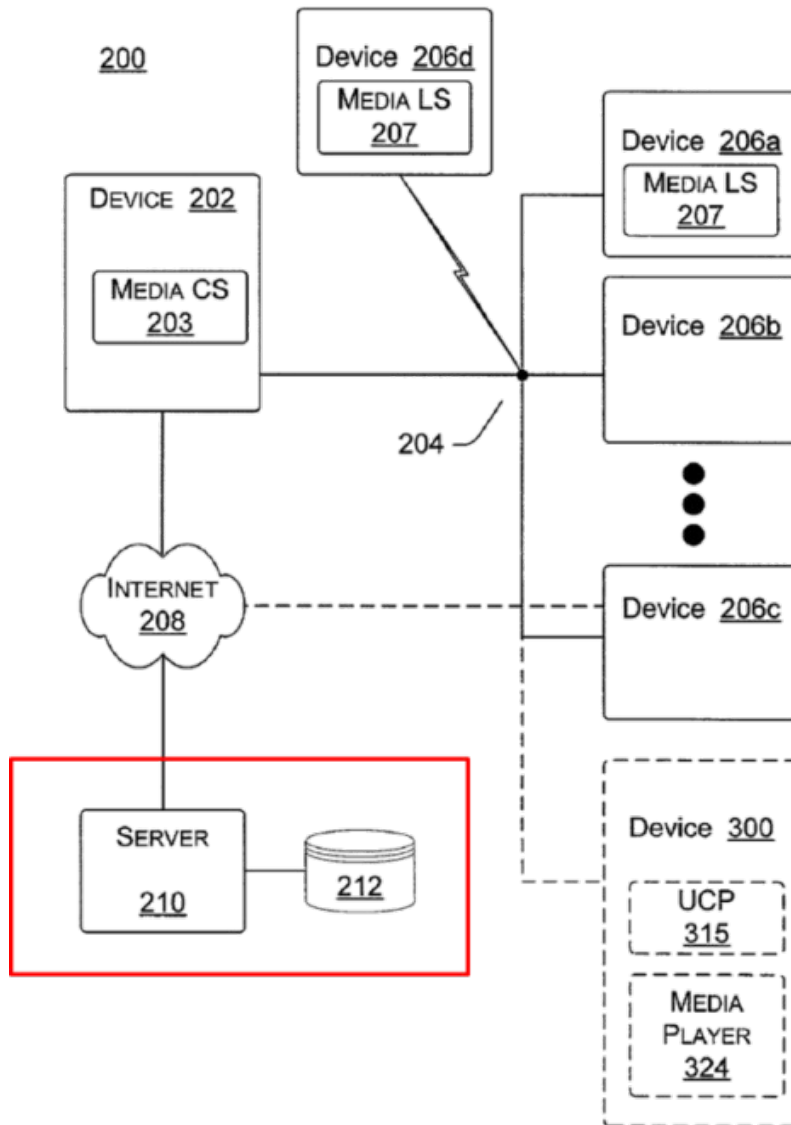 200
Device 206d
MEDIA LS
207
Device 206a
MEDIA LS
207
DEVICE 202
MEDIA CS
203
Device 206b
204
INTERNET
208
Device 206c
SERVER
210
212
Device 300
UCP
315
MEDIA
PLAYER
324